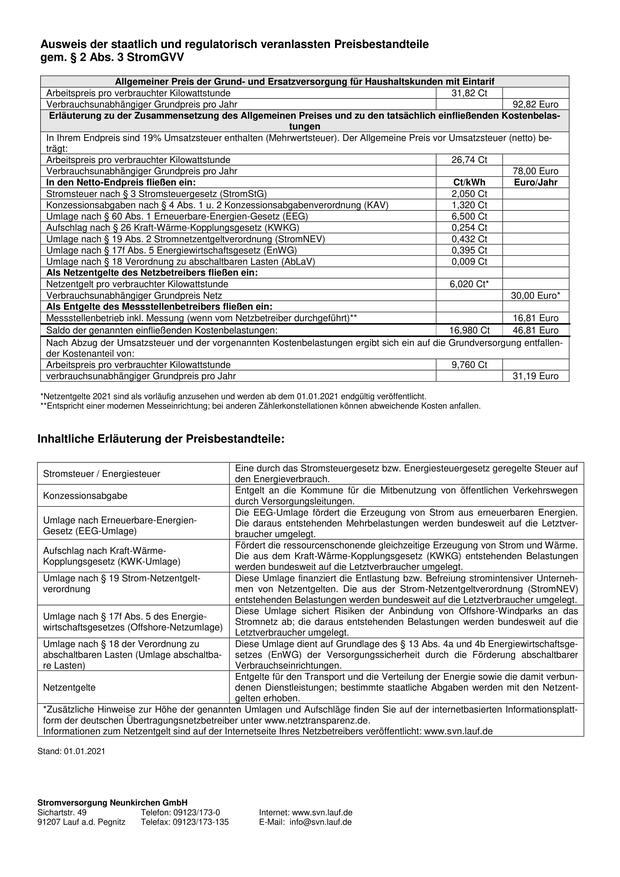 Ausweis der staatlich und regulatorisch veranlassten Preisbestandteile
gem. § 2 Abs. 3 StromGVV
Allgemeiner Preis der Grund- und Ersatzversorgung für Haushaltskunden mit Eintarif
Arbeitspreis pro verbrauchter Kilowattstunde 31,82 Ct
Verbrauchsunabhängiger Grundpreis pro Jahr 92,82 Euro
Erläuterung zu der Zusammensetzung des Allgemeinen Preises und zu den tatsächlich einfließenden Kostenbelas-
tungen
In Ihrem Endpreis sind 19% Umsatzsteuer enthalten (Mehrwertsteuer). Der Allgemeine Preis vor Umsatzsteuer (netto) be-
trägt:
Arbeitspreis pro verbrauchter Kilowattstunde 26,74 Ct
Verbrauchsunabhängiger Grundpreis pro Jahr 78,00 Euro
In den Netto-Endpreis fließen ein: Ct/kWh Euro/Jahr
Stromsteuer nach § 3 Stromsteuergesetz (StromStG) 2,050 Ct
Konzessionsabgaben nach § 4 Abs. 1 u. 2 Konzessionsabgabenverordnung (KAV) 1,320 Ct
Umlage nach § 60 Abs. 1 Erneuerbare-Energien-Gesetz (EEG) 6,500 Ct
Aufschlag nach § 26 Kraft-Wärme-Kopplungsgesetz (KWKG) 0,254 Ct
Umlage nach § 19 Abs. 2 Stromnetzentgeltverordnung (StromNEV) 0,432 Ct
Umlage nach § 17f Abs. 5 Energiewirtschaftsgesetz (EnWG) 0,395 Ct
Umlage nach § 18 Verordnung zu abschaltbaren Lasten (AbLaV) 0,009 Ct
Als Netzentgelte des Netzbetreibers fließen ein:
Netzentgelt pro verbrauchter Kilowattstunde 6,020 Ct*
Verbrauchsunabhängiger Grundpreis Netz 30,00 Euro*
Als Entgelte des Messstellenbetreibers fließen ein:
Messstellenbetrieb inkl. Messung (wenn vom Netzbetreiber durchgeführt)** 16,81 Euro
Saldo der genannten einfließenden Kostenbelastungen: 16,980 Ct 46,81 Euro
Nach Abzug der Umsatzsteuer und der vorgenannten Kostenbelastungen ergibt sich ein auf die Grundversorgung entfallen-
der Kostenanteil von:
Arbeitspreis pro verbrauchter Kilowattstunde 9,760 Ct
verbrauchsunabhängiger Grundpreis pro Jahr 31,19 Euro
*Netzentgelte 2021 sind als vorläufig anzusehen und werden ab dem 01.01.2021 endgültig veröffentlicht.
**Entspricht einer modernen Messeinrichtung; bei anderen Zählerkonstellationen können abweichende Kosten anfallen.
Inhaltliche Erläuterung der Preisbestandteile:
Stromsteuer / Energiesteuer
Eine durch das Stromsteuergesetz bzw. Energiesteuergesetz geregelte Steuer auf
den Energieverbrauch.
Konzessionsabgabe
Entgelt an die Kommune für die Mitbenutzung von öffentlichen Verkehrswegen
durch Versorgungsleitungen.
Umlage nach Erneuerbare-Energien-
Gesetz (EEG-Umlage)
Die EEG-Umlage fördert die Erzeugung von Strom aus erneuerbaren Energien.
Die daraus entstehenden Mehrbelastungen werden bundesweit auf die Letztver-
braucher umgelegt.
Aufschlag nach Kraft-Wärme-
Kopplungsgesetz (KWK-Umlage)
Fördert die ressourcenschonende gleichzeitige Erzeugung von Strom und Wärme.
Die aus dem Kraft-Wärme-Kopplungsgesetz (KWKG) entstehenden Belastungen
werden bundesweit auf die Letztverbraucher umgelegt.
Umlage nach § 19 Strom-Netzentgelt-
verordnung
Diese Umlage finanziert die Entlastung bzw. Befreiung stromintensiver Unterneh-
men von Netzentgelten. Die aus der Strom-Netzentgeltverordnung (StromNEV)
entstehenden Belastungen werden bundesweit auf die Letztverbraucher umgelegt.
Umlage nach § 17f Abs. 5 des Energie-
wirtschaftsgesetzes (Offshore-Netzumlage)
Diese Umlage sichert Risiken der Anbindung von Offshore-Windparks an das
Stromnetz ab; die daraus entstehenden Belastungen werden bundesweit auf die
Letztverbraucher umgelegt.
Umlage nach § 18 der Verordnung zu
abschaltbaren Lasten (Umlage abschaltba-
re Lasten)
Diese Umlage dient auf Grundlage des § 13 Abs. 4a und 4b Energiewirtschaftsge-
setzes (EnWG) der Versorgungssicherheit durch die Förderung abschaltbarer
Verbrauchseinrichtungen.
Netzentgelte
Entgelte für den Transport und die Verteilung der Energie sowie die damit verbun-
denen Dienstleistungen; bestimmte staatliche Abgaben werden mit den Netzent-
gelten erhoben.
*Zusätzliche Hinweise zur Höhe der genannten Umlagen und Aufschläge finden Sie auf der internetbasierten Informationsplatt-
form der deutschen Übertragungsnetzbetreiber unter www.netztransparenz.de.
Informationen zum Netzentgelt sind auf der Internetseite Ihres Netzbetreibers veröffentlicht: www.svn.lauf.de
Stand: 01.01.2021
Stromversorgung Neunkirchen GmbH
Sichartstr. 49 Telefon: 09123/173-0 Internet: www.svn.lauf.de
91207 Lauf a.d. Pegnitz Telefax: 09123/173-135 E-Mail: info@svn.lauf.de